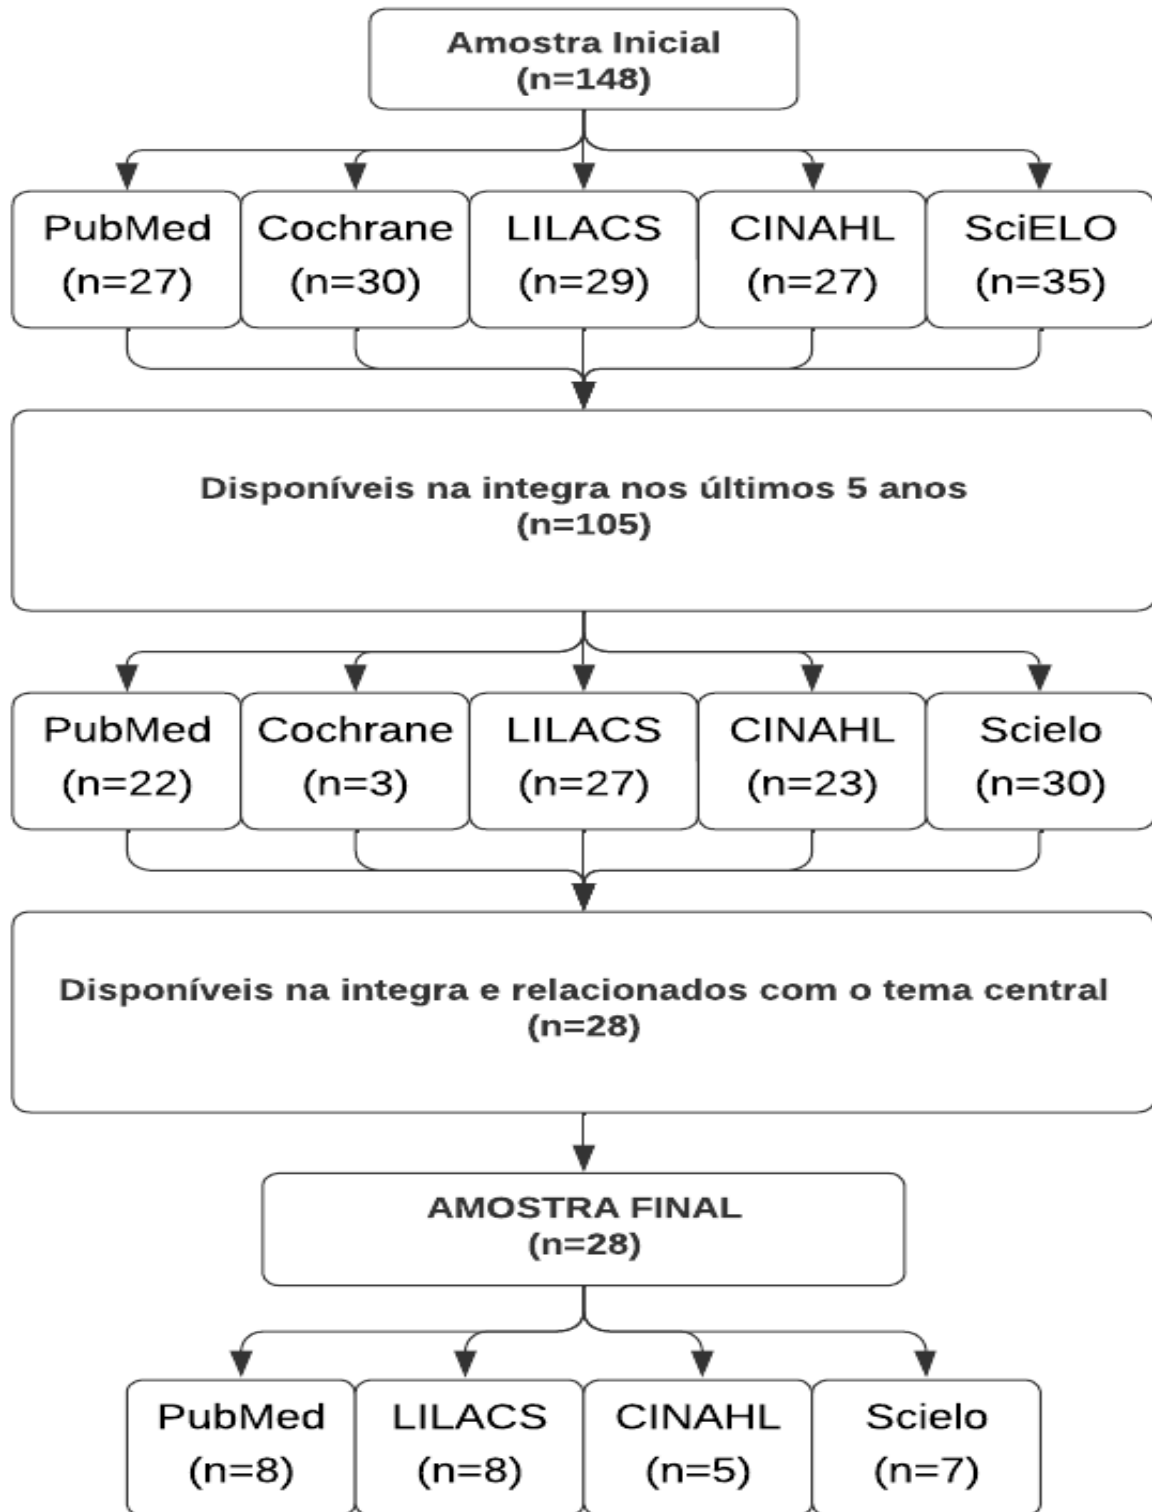 Amostra Inicial
(n=148)
PubMed
(n=27)
Cochrane
(n=30)
LILACS
(n=29)
CINAHL
(n=27)
SciELO
(n=35)
Disponíveis na integra nos últimos 5 anos
(n=105)
PubMed
(n=22)
Cochrane
(n=3)
LILACS
(n=27)
CINAHL
(n=23)
Scielo
(n=30)
Disponíveis na integra e relacionados com o tema central
(n=28)
AMOSTRA FINAL
(n=28)
PubMed
(n=8)
LILACS
(n=8)
CINAHL
(n=5)
Scielo
(n=7)